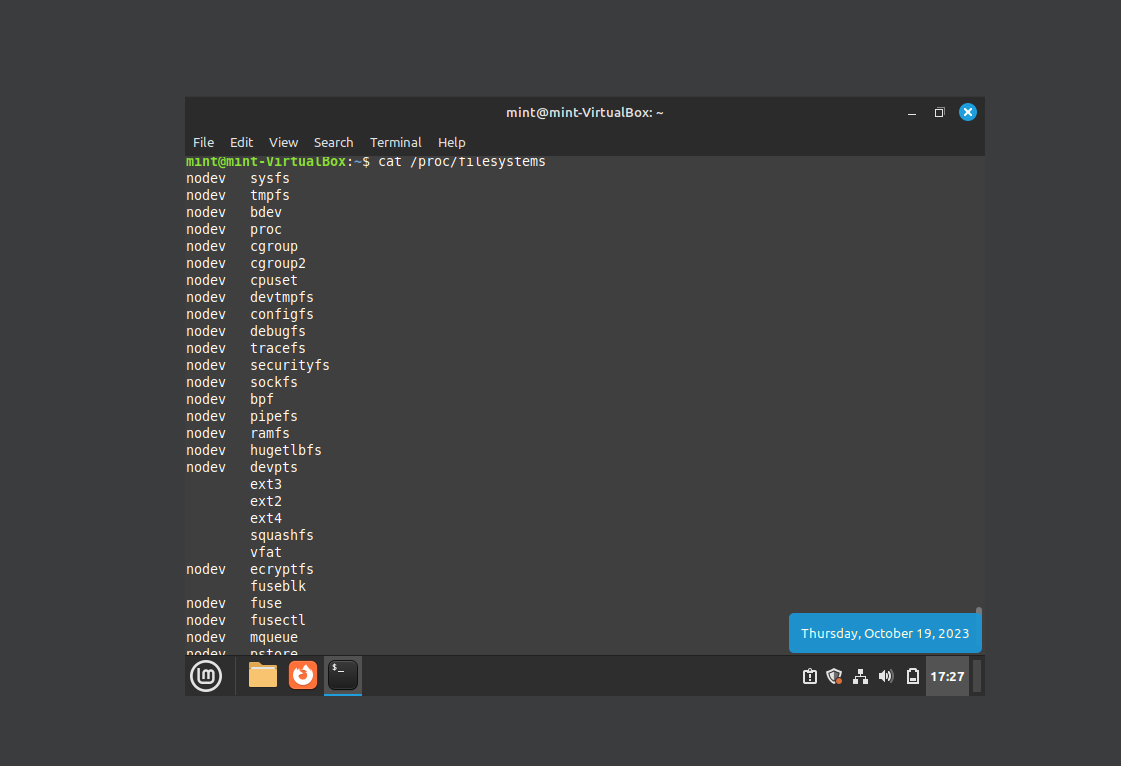 mint@mint-VirtualBox: ~
File Edit View Search Terminal Help
mint@mint-VirtualBox:~$ cat /proc/filesystems
nodev sysfs
nodev tmpfs
nodev bdev
nodev proc
nodev cgroup
nodev cgroup2
nodev cpuset
nodev devtmpfs
nodev configfs
nodev debugfs
nodev tracefs
nodev securityfs
nodev sockfs
nodev bpf
nodev pipefs
nodev ramfs
nodev hugetlbfs
nodev devpts
ext3
ext2
ext4
squashfs
vfat
nodev ecryptfs
fuseblk
nodev fuse
nodev fusectl
nodev mqueue
nodev pstore
Thursday, October 19, 2023
$_
17:27